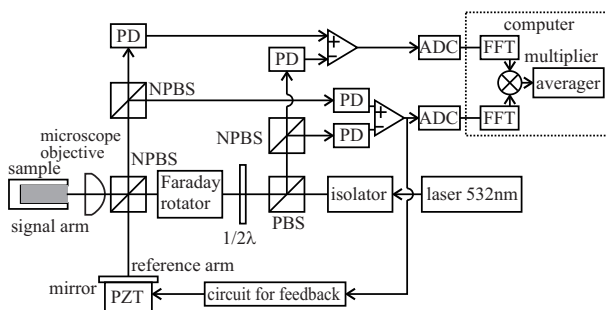 computer
PD
+
−
ADC
FFT
PD
multiplier
averager
NPBS
PD
+
−
ADC
FFT
NPBS
PD
microscope
objective
NPBS
sample
Faraday
rotator
isolator
laser 532nm
signal arm
PBS
1/2λ
reference arm
mirror
PZT
circuit for feedback